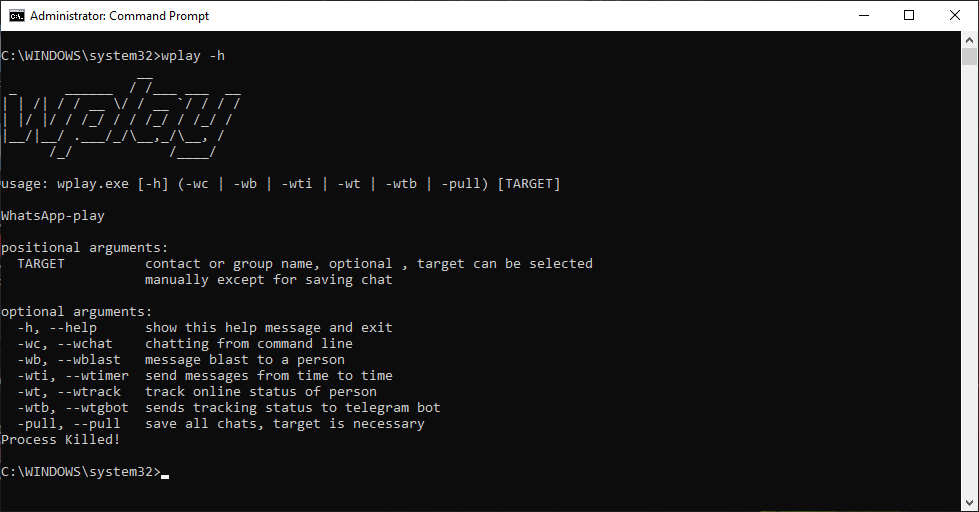 Administrator: Command Prompt
C:\WINDOWS\system32>wplay -h
wplay
usage: wplay.exe [-h] (-wc | -wb | -wti | -wt | -wtb | -pull) [TARGET]
WhatsApp-play
positional arguments:
TARGET contact or group name, optional , target can be selected
manually except for saving chat
optional arguments:
-h, --help show this help message and exit
-wc, --wchat chatting from command line
-wb, --wblast message blast to a person
-wti, --wtimer send messages from time to time
-wt, --wtrack track online status of person
-wtb, --wtgbot sends tracking status to telegram bot
-pull, --pull save all chats, target is necessary
Process Killed!
C:\WINDOWS\system32>